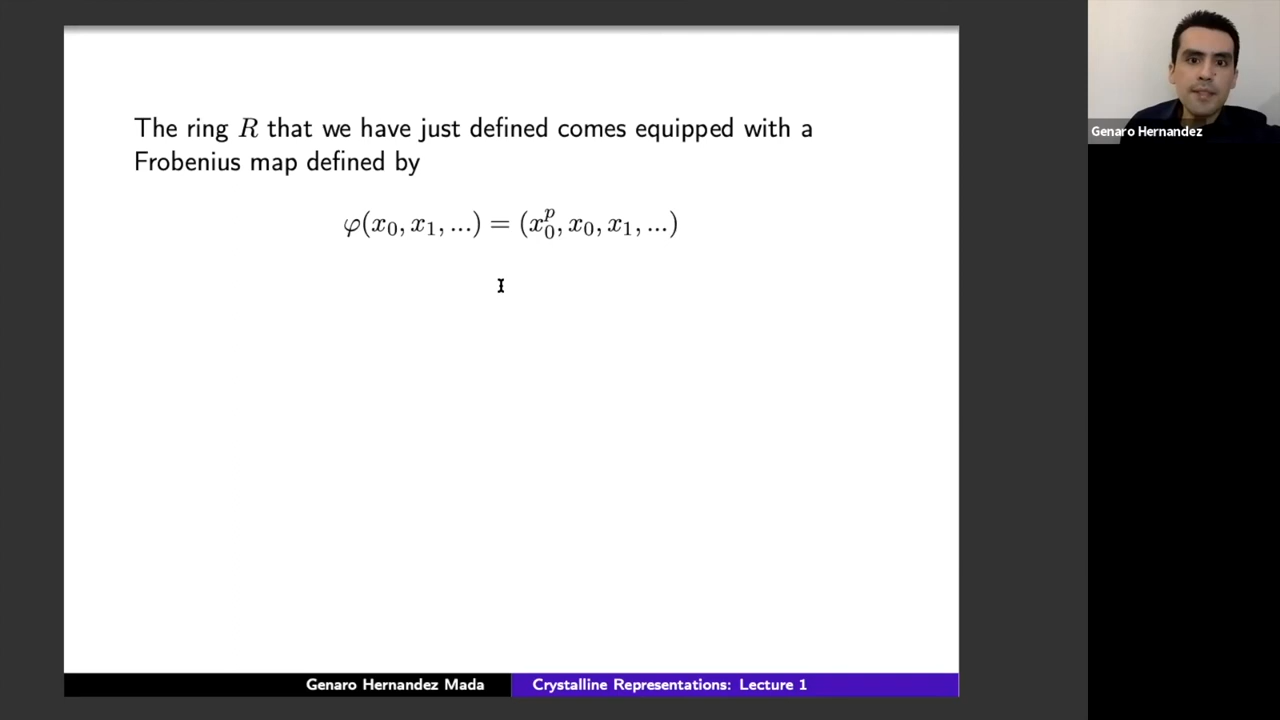 The ring R that we have just defined comes equipped with a
Frobenius map defined by
φ(x₀, x₁, ...) = (x₀ᵖ, x₀, x₁, ...)
Genaro Hernandez Mada
Crystalline Representations: Lecture 1
Genaro Hernandez